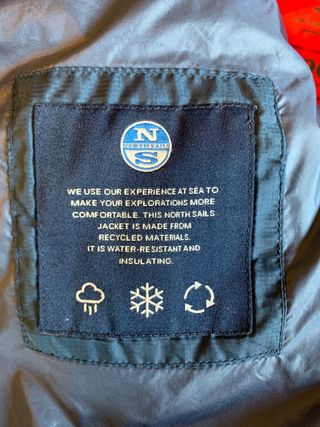 N
NORTH SAILS
S
WE USE OUR EXPERIENCE AT SEA TO
MAKE YOUR EXPLORATIONS MORE
COMFORTABLE. THIS NORTH SAILS
JACKET IS MADE FROM
RECYCLED MATERIALS.
IT IS WATER-RESISTANT AND
INSULATING.